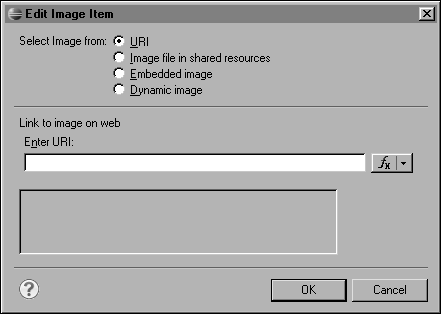 Edit Image Item
Select Image from: URI
Image file in shared resources
Embedded image
Dynamic image
Link to image on web
Enter URI:
fx
?
OK Cancel